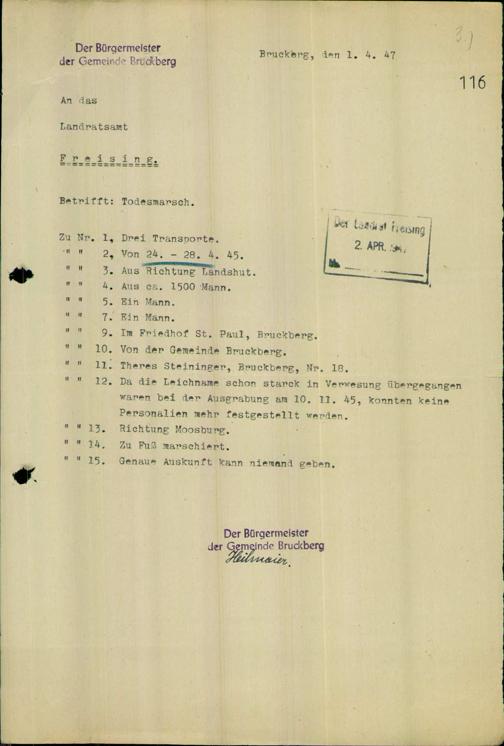 3.)
116
Der Bürgermeister
der Gemeinde Bruckberg
Bruckberg, den 1. 4. 47
An das
Landratsamt
F r e i s i n g.
Betrifft: Todesmarsch.
Der Landrat Freising
2. APR.
Zu Nr. 1, Drei Transporte.
" " 2, Von 24. - 28. 4. 45.
" " 3. Aus Richtung Landshut.
" " 4. Aus ca. 1500 Mann.
" " 5. Ein Mann.
" " 7. Ein Mann.
" " 9. Im Friedhof St. Paul, Bruckberg.
" " 10. Von der Gemeinde Bruckberg.
" " 11. Theres Steininger, Bruckberg, Nr. 18.
" " 12. Da die Leichname schon starck in Verwesung übergegangen
waren bei der Ausgrabung am 10. 11. 45, konnten keine
Personalien mehr festgestellt werden.
" " 13. Richtung Moosburg.
" " 14. Zu Fuß marschiert.
" " 15. Genaue Auskunft kann niemand geben.
Der Bürgermeister
der Gemeinde Bruckberg
Heilmaier.